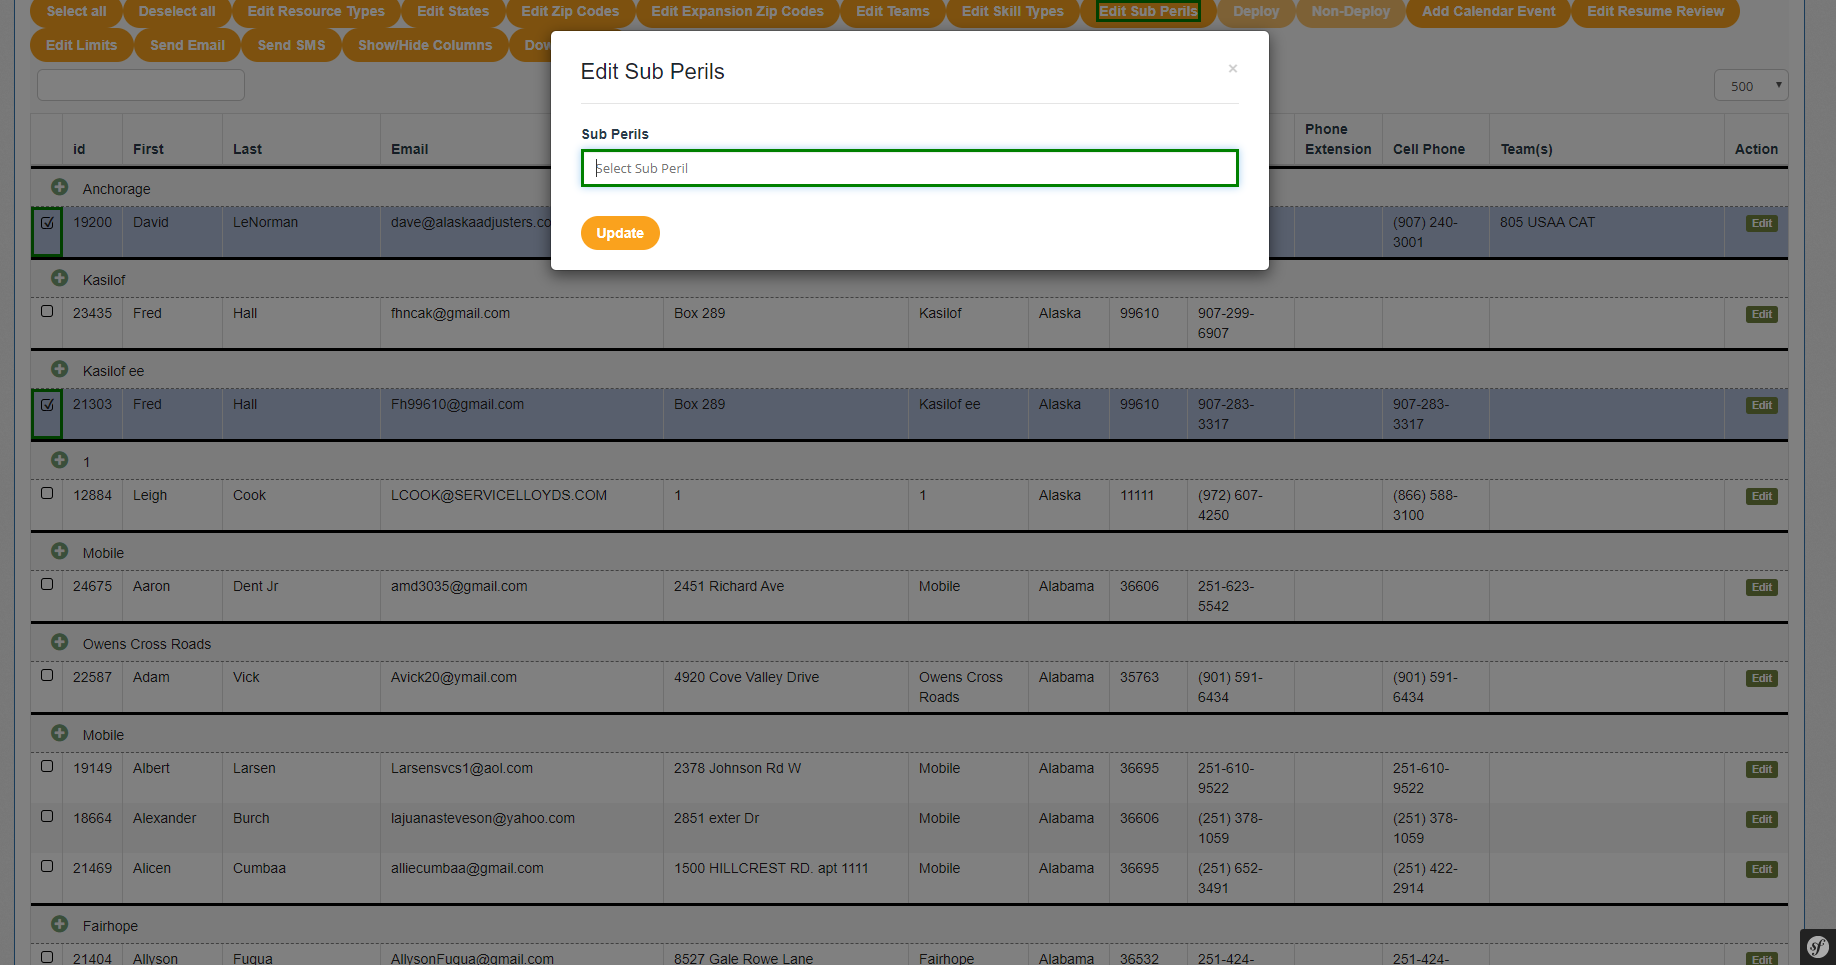 Select all Deselect all Edit Resource Types Edit States Edit Zip Codes Edit Expansion Zip Codes Edit Teams Edit Skill Types Edit Sub Perils Deploy Non-Deploy Add Calendar Event Edit Resume Review
Edit Limits Send Email Send SMS Show/Hide Columns
Edit Sub Perils ×
500
Sub Perils
Select Sub Peril
Update
id First Last Email Phone Extension Cell Phone Team(s) Action
Anchorage
19200 David LeNorman dave@alaskaadjusters.co (907) 240-3001 805 USAA CAT Edit
Kasilof
23435 Fred Hall fhncak@gmail.com Box 289 Kasilof Alaska 99610 907-299-6907 Edit
Kasilof ee
21303 Fred Hall Fh99610@gmail.com Box 289 Kasilof ee Alaska 99610 907-283-3317 907-283-3317 Edit
1
12884 Leigh Cook LCOOK@SERVICELLOYDS.COM 1 1 Alaska 11111 (972) 607-4250 (866) 588-3100 Edit
Mobile
24675 Aaron Dent Jr amd3035@gmail.com 2451 Richard Ave Mobile Alabama 36606 251-623-5542 Edit
Owens Cross Roads
22587 Adam Vick Avick20@ymail.com 4920 Cove Valley Drive Owens Cross Roads Alabama 35763 (901) 591-6434 (901) 591-6434 Edit
Mobile
19149 Albert Larsen Larsensvcs1@aol.com 2378 Johnson Rd W Mobile Alabama 36695 251-610-9522 251-610-9522 Edit
18664 Alexander Burch lajuanasteveson@yahoo.com 2851 exter Dr Mobile Alabama 36606 (251) 378-1059 (251) 378-1059 Edit
21469 Alicen Cumbaa alliecumbaa@gmail.com 1500 HILLCREST RD. apt 1111 Mobile Alabama 36695 (251) 652-3491 (251) 422-2914 Edit
Fairhope
21404 Allyson Fuqua AllysonFuqua@gmail.com 8527 Gale Rowe Lane Fairhope Alabama 36532 251-424- 251-424- Edit
sf